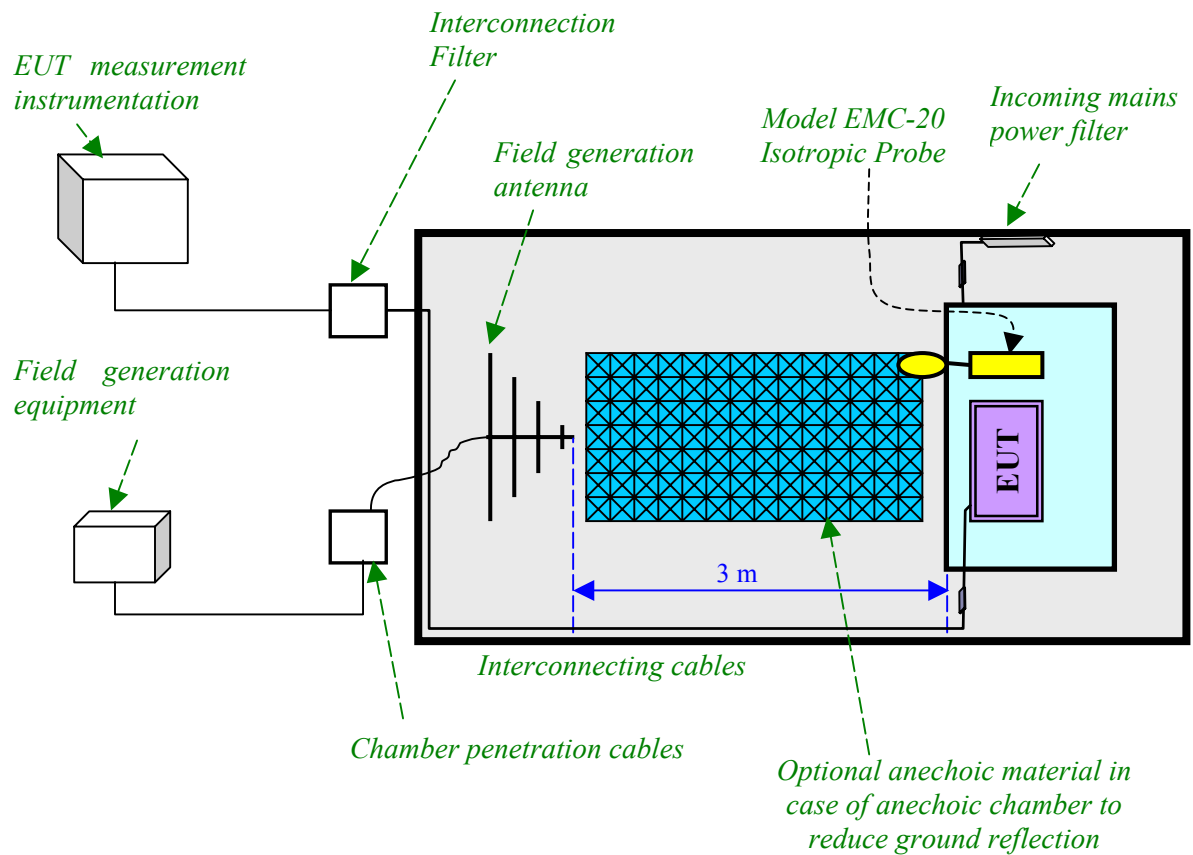 Interconnection
Filter
EUT measurement
instrumentation
Incoming mains
power filter
Model EMC-20
Isotropic Probe
Field generation
antenna
Field generation
equipment
EUT
3 m
Interconnecting cables
Chamber penetration cables
Optional anechoic material in
case of anechoic chamber to
reduce ground reflection